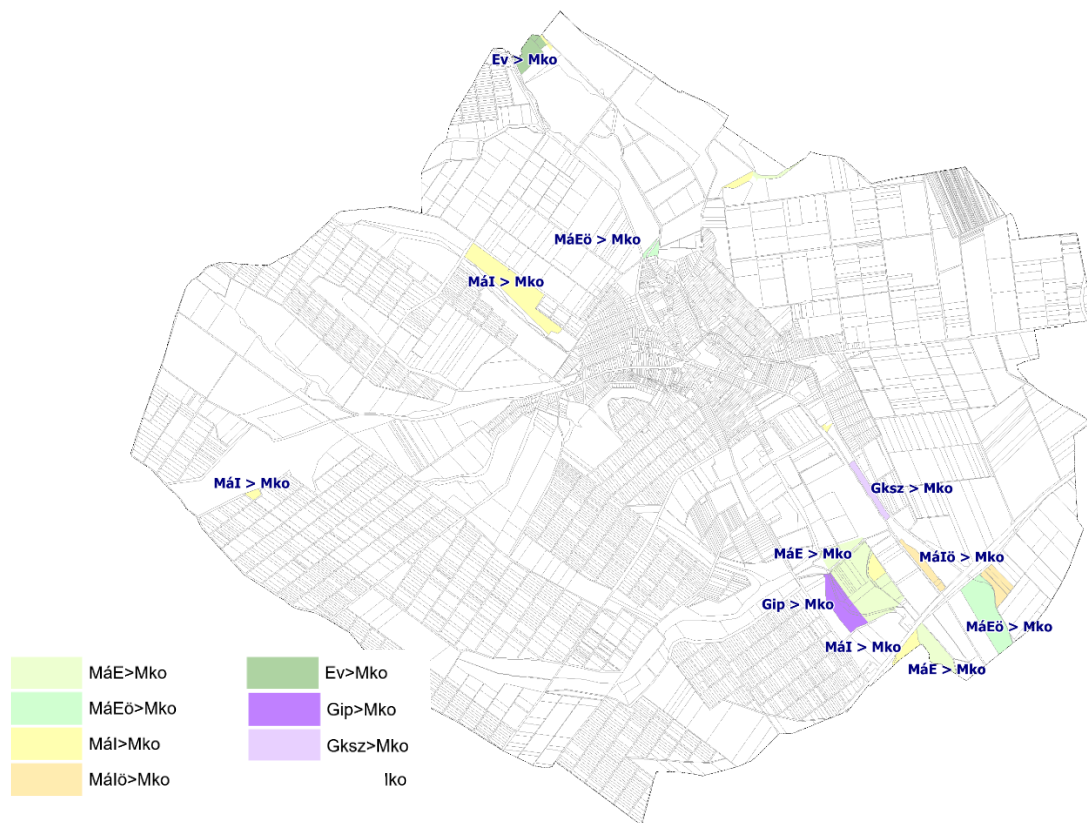 Ev > Mko
MáEö > Mko
MáI > Mko
MáI > Mko
Gksz > Mko
MáE > Mko
MáIö > Mko
Gip > Mko
MáEö > Mko
MáI > Mko
MáE > Mko
MáE>Mko
MáEö>Mko
MáI>Mko
MáIö>Mko
Ev>Mko
Gip>Mko
Gksz>Mko